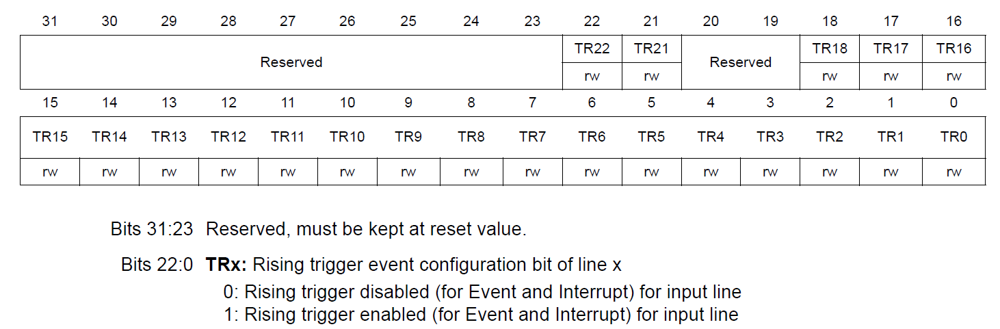 31 30 29 28 27 26 25 24 23 22 21 20 19 18 17 16
Reserved TR22 TR21 Reserved TR18 TR17 TR16
rw rw rw rw rw
15 14 13 12 11 10 9 8 7 6 5 4 3 2 1 0
TR15 TR14 TR13 TR12 TR11 TR10 TR9 TR8 TR7 TR6 TR5 TR4 TR3 TR2 TR1 TR0
rw rw rw rw rw rw rw rw rw rw rw rw rw rw rw rw
Bits 31:23 Reserved, must be kept at reset value.
Bits 22:0 TRx: Rising trigger event configuration bit of line x
0: Rising trigger disabled (for Event and Interrupt) for input line
1: Rising trigger enabled (for Event and Interrupt) for input line